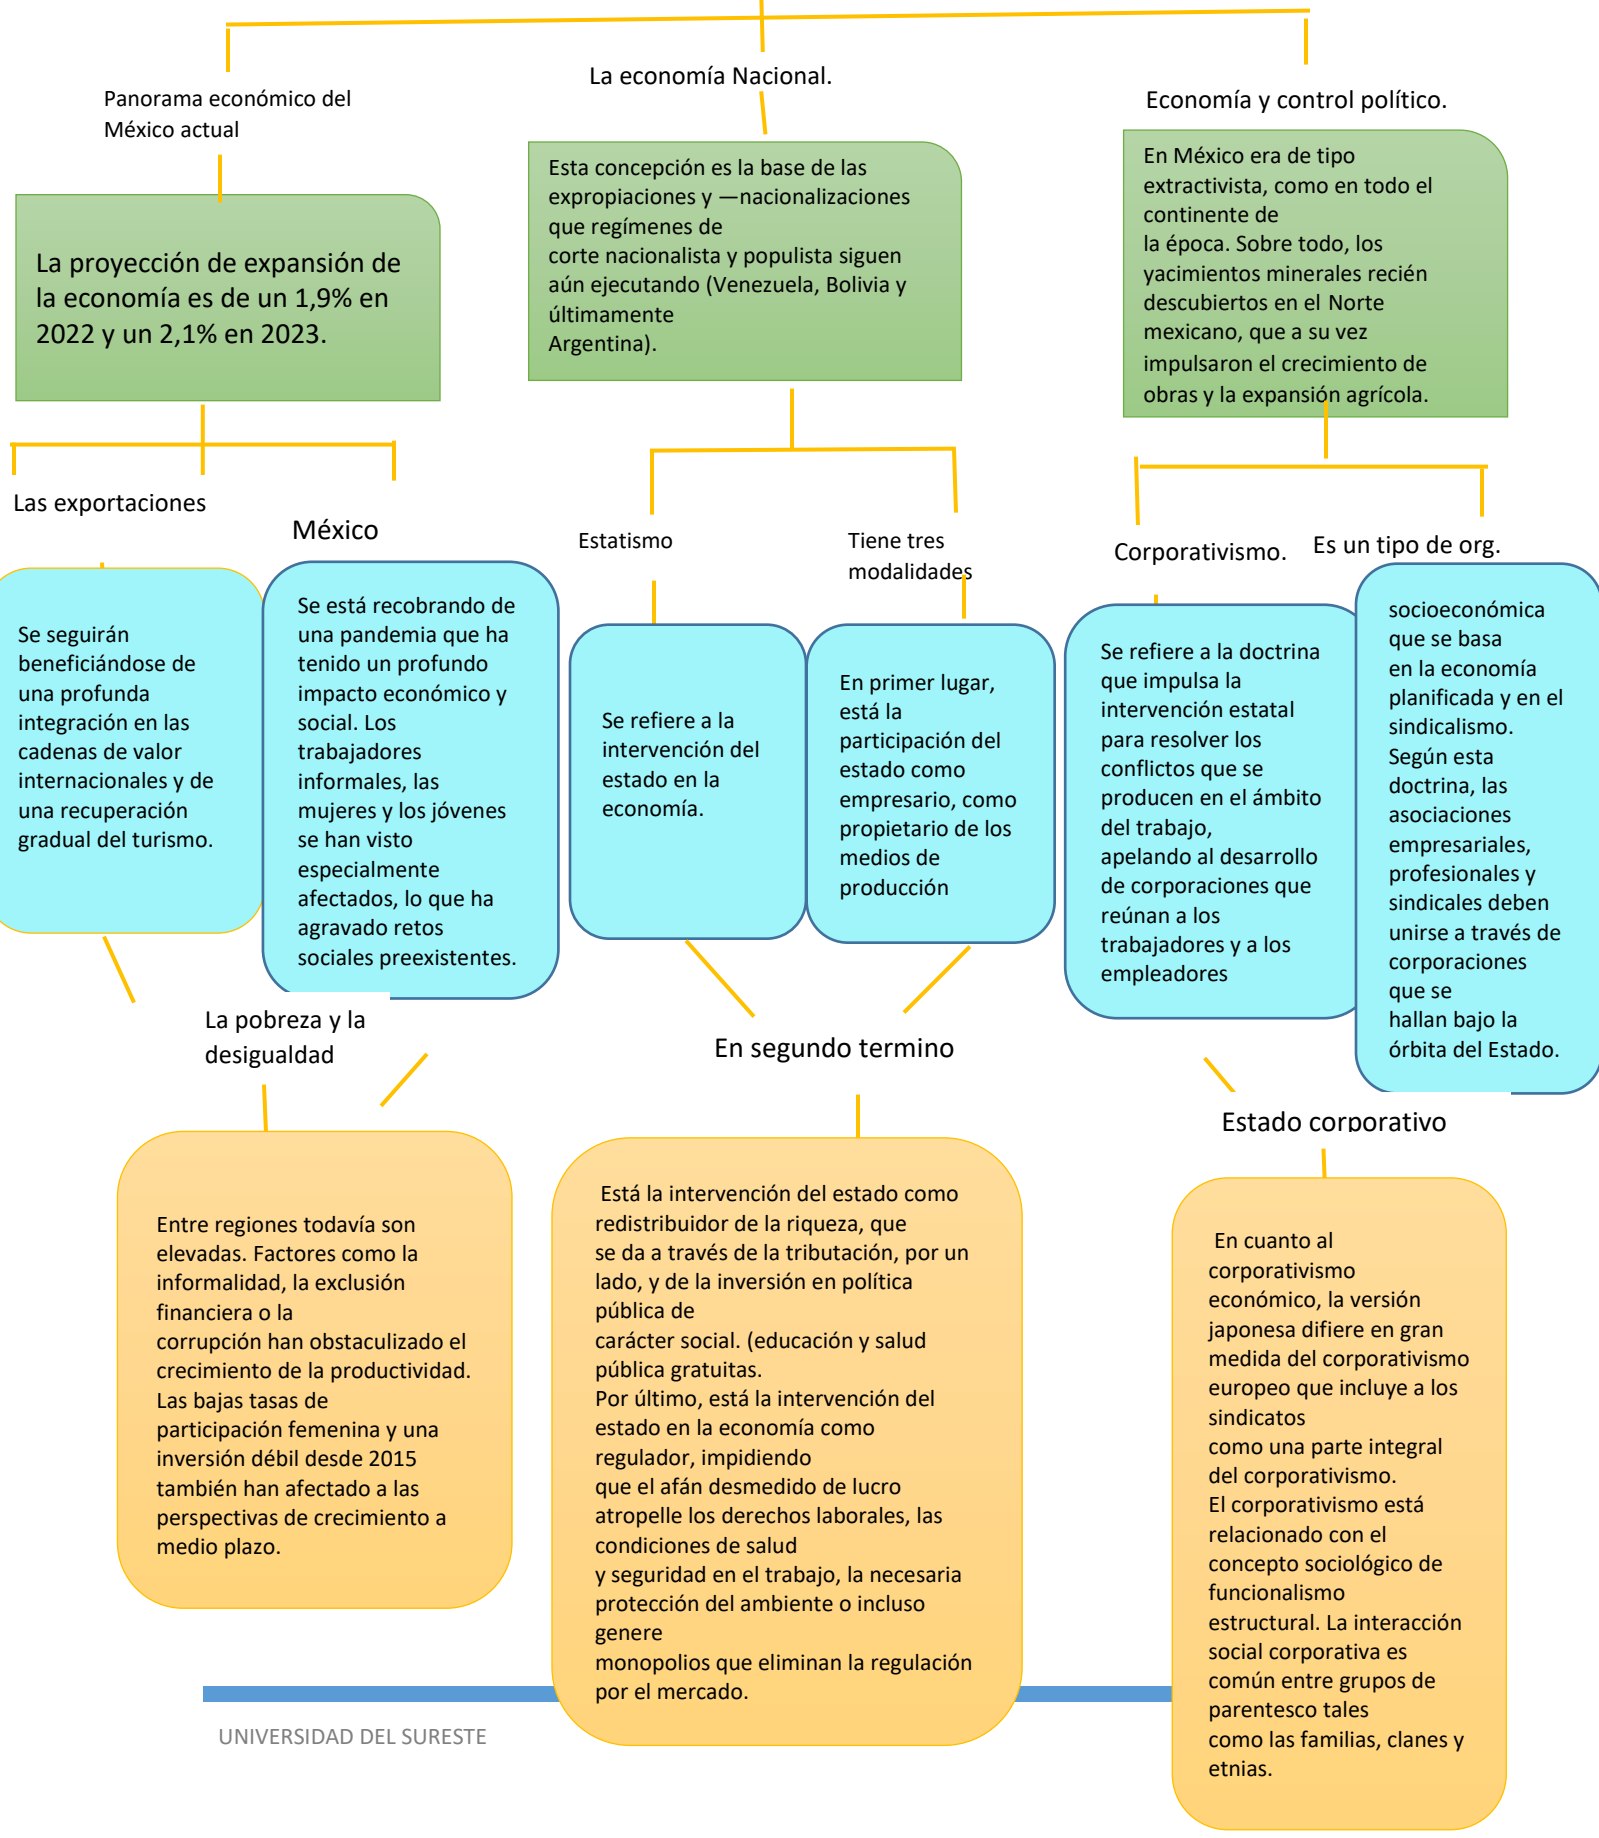 Panorama económico del
México actual
La proyección de expansión de
la economía es de un 1,9% en
2022 y un 2,1% en 2023.
Las exportaciones
Se seguirán
beneficiándose de
una profunda
integración en las
cadenas de valor
internacionales y de
una recuperación
gradual del turismo.
México
Se está recobrando de
una pandemia que ha
tenido un profundo
impacto económico y
social. Los
trabajadores
informales, las
mujeres y los jóvenes
se han visto
especialmente
afectados, lo que ha
agravado retos
sociales preexistentes.
La pobreza y la
desigualdad
Entre regiones todavía son
elevadas. Factores como la
informalidad, la exclusión
financiera o la
corrupción han obstaculizado el
crecimiento de la productividad.
Las bajas tasas de
participación femenina y una
inversión débil desde 2015
también han afectado a las
perspectivas de crecimiento a
medio plazo.
La economía Nacional.
Esta concepción es la base de las
expropiaciones y —nacionalizaciones
que regímenes de
corte nacionalista y populista siguen
aún ejecutando (Venezuela, Bolivia y
últimamente
Argentina).
Estatismo
Se refiere a la
intervención del
estado en la
economía.
Tiene tres
modalidades
En primer lugar,
está la
participación del
estado como
empresario, como
propietario de los
medios de
producción
En segundo termino
Está la intervención del estado como
redistribuidor de la riqueza, que
se da a través de la tributación, por un
lado, y de la inversión en política
pública de
carácter social. (educación y salud
pública gratuitas.
Por último, está la intervención del
estado en la economía como
regulador, impidiendo
que el afán desmedido de lucro
atropelle los derechos laborales, las
condiciones de salud
y seguridad en el trabajo, la necesaria
protección del ambiente o incluso
genere
monopolios que eliminan la regulación
por el mercado.
Economía y control político.
En México era de tipo
extractivista, como en todo el
continente de
la época. Sobre todo, los
yacimientos minerales recién
descubiertos en el Norte
mexicano, que a su vez
impulsaron el crecimiento de
obras y la expansión agrícola.
Corporativismo.
Se refiere a la doctrina
que impulsa la
intervención estatal
para resolver los
conflictos que se
producen en el ámbito
del trabajo,
apelando al desarrollo
de corporaciones que
reúnan a los
trabajadores y a los
empleadores
Es un tipo de org.
socioeconómica
que se basa
en la economía
planificada y en el
sindicalismo.
Según esta
doctrina, las
asociaciones
empresariales,
profesionales y
sindicales deben
unirse a través de
corporaciones
que se
hallan bajo la
órbita del Estado.
Estado corporativo
En cuanto al
corporativismo
económico, la versión
japonesa difiere en gran
medida del corporativismo
europeo que incluye a los
sindicatos
como una parte integral
del corporativismo.
El corporativismo está
relacionado con el
concepto sociológico de
funcionalismo
estructural. La interacción
social corporativa es
común entre grupos de
parentesco tales
como las familias, clanes y
etnias.
UNIVERSIDAD DEL SURESTE